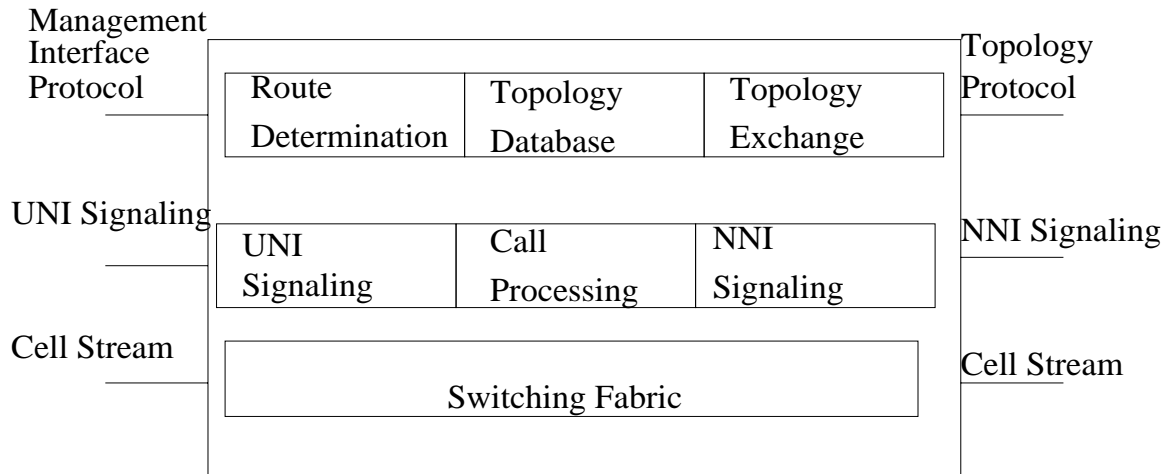 Management
Interface
Protocol
Topology
Protocol
Route
Determination
Topology
Database
Topology
Exchange
UNI Signaling
NNI Signaling
UNI
Signaling
Call
Processing
NNI
Signaling
Cell Stream
Cell Stream
Switching Fabric